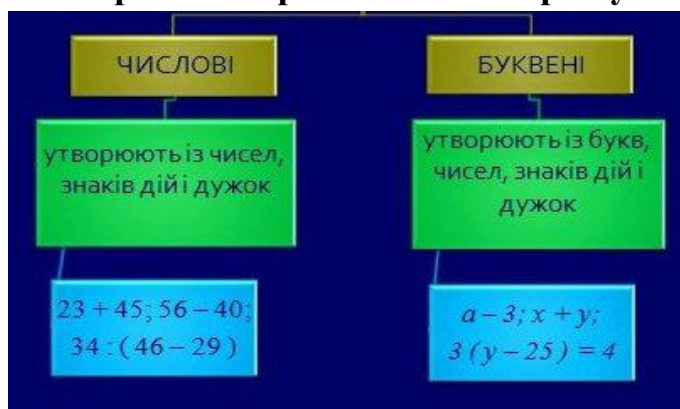 ЧИСЛОВІ
БУКВЕНІ
утворюють із чисел,
знаків дій і дужок
утворюють із букв,
чисел, знаків дій і
дужок
23 + 45; 56 – 40;
34 : ( 46 – 29 )
a – 3; x + y;
3 ( y – 25 ) = 4